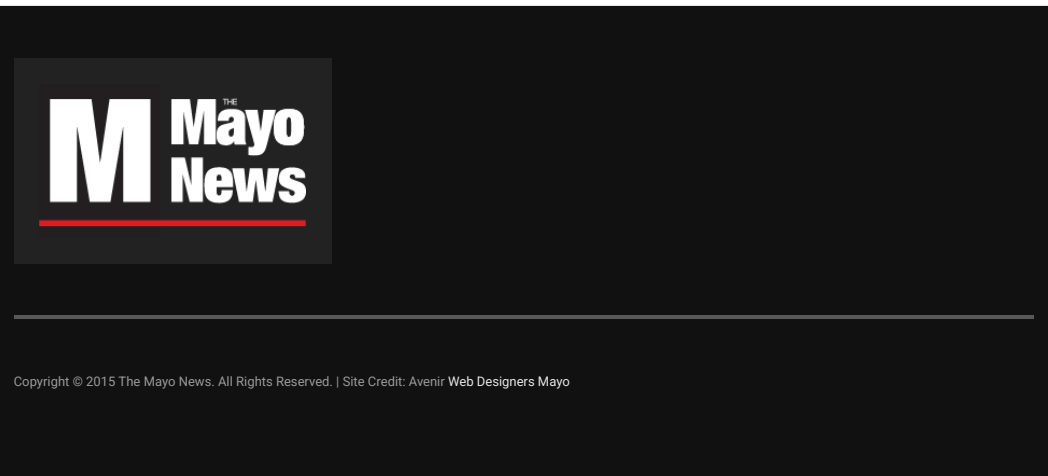 M
THE
Mayo
News
Copyright © 2015 The Mayo News. All Rights Reserved. | Site Credit: Avenir Web Designers Mayo